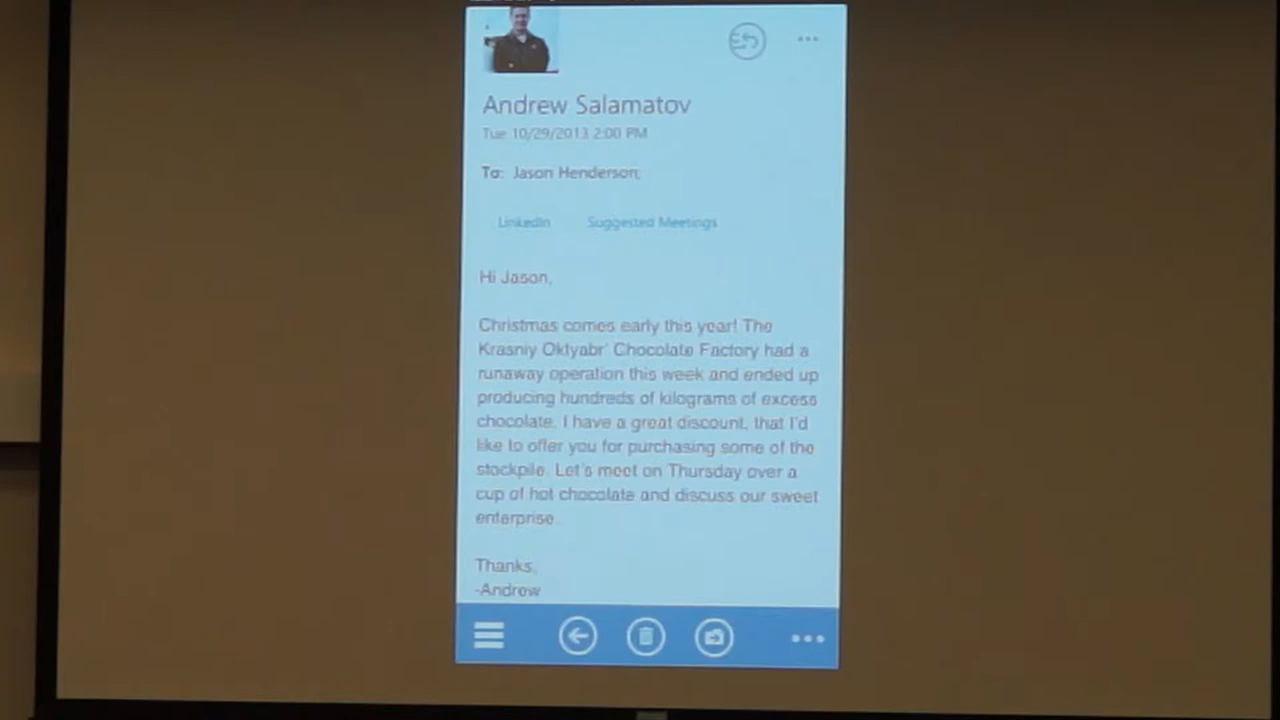 Andrew Salamatov
Tue 10/29/2013 2:00 PM
To: Jason Henderson;
LinkedIn Suggested Meetings
Hi Jason,
Christmas comes early this year! The
Krasniy Oktyabr' Chocolate Factory had a
runaway operation this week and ended up
producing hundreds of kilograms of excess
chocolate. I have a great discount, that I'd
like to offer you for purchasing some of the
stockpile. Let's meet on Thursday over a
cup of hot chocolate and discuss our sweet
enterprise.
Thanks,
-Andrew